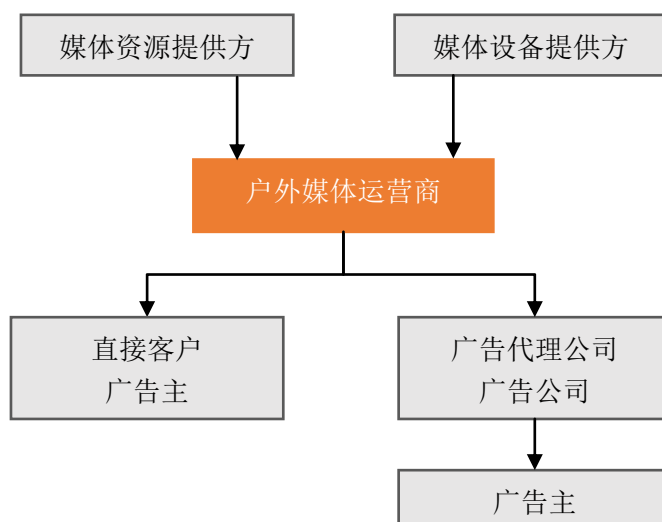 媒体资源提供方
媒体设备提供方
户外媒体运营商
直接客户
广告主
广告代理公司
广告公司
广告主